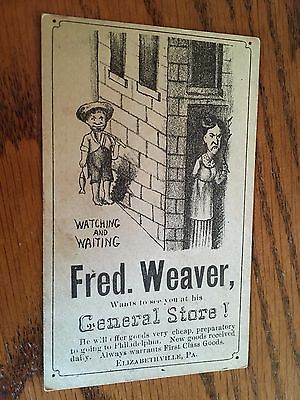 WATCHING
AND
WAITING
Fred. Weaver,
Wants to see you at his
General Store!
He will offer goods very cheap, preparatory
to going to Philadelphia. New goods received
daily. Always warrants First Class Goods.
ELIZABETHVILLE, PA.